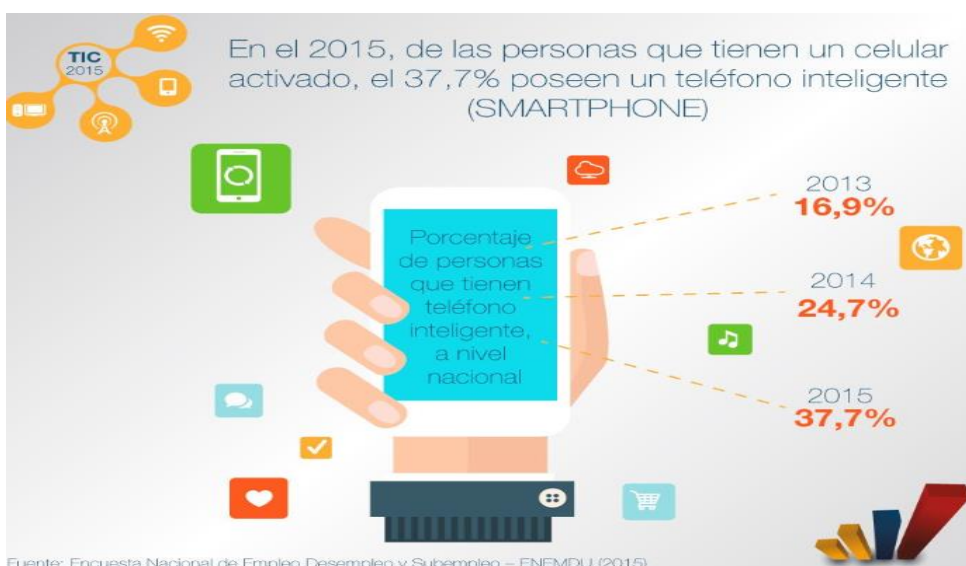 TIC
2015
En el 2015, de las personas que tienen un celular
activado, el 37,7% poseen un teléfono inteligente
(SMARTPHONE)
Porcentaje
de personas
que tienen
teléfono
inteligente,
a nivel
nacional
2013
16,9%
2014
24,7%
2015
37,7%
Fuente: Encuesta Nacional de Empleo Desempleo y Subempleo – ENEMDU (2015)